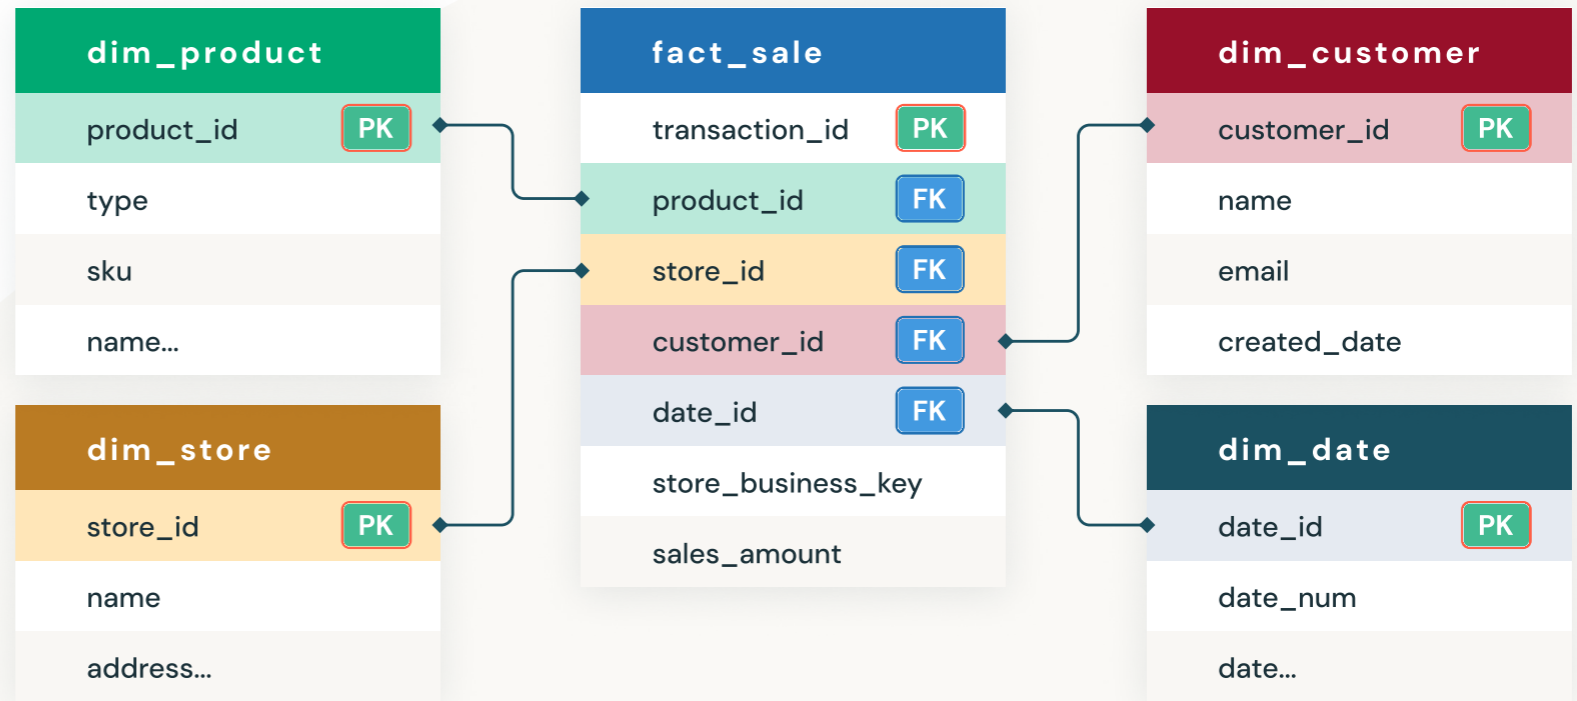 dim_product
product_id PK
type
sku
name...
dim_store
store_id PK
name
address...
fact_sale
transaction_id PK
product_id FK
store_id FK
customer_id FK
date_id FK
store_business_key
sales_amount
dim_customer
customer_id PK
name
email
created_date
dim_date
date_id PK
date_num
date...